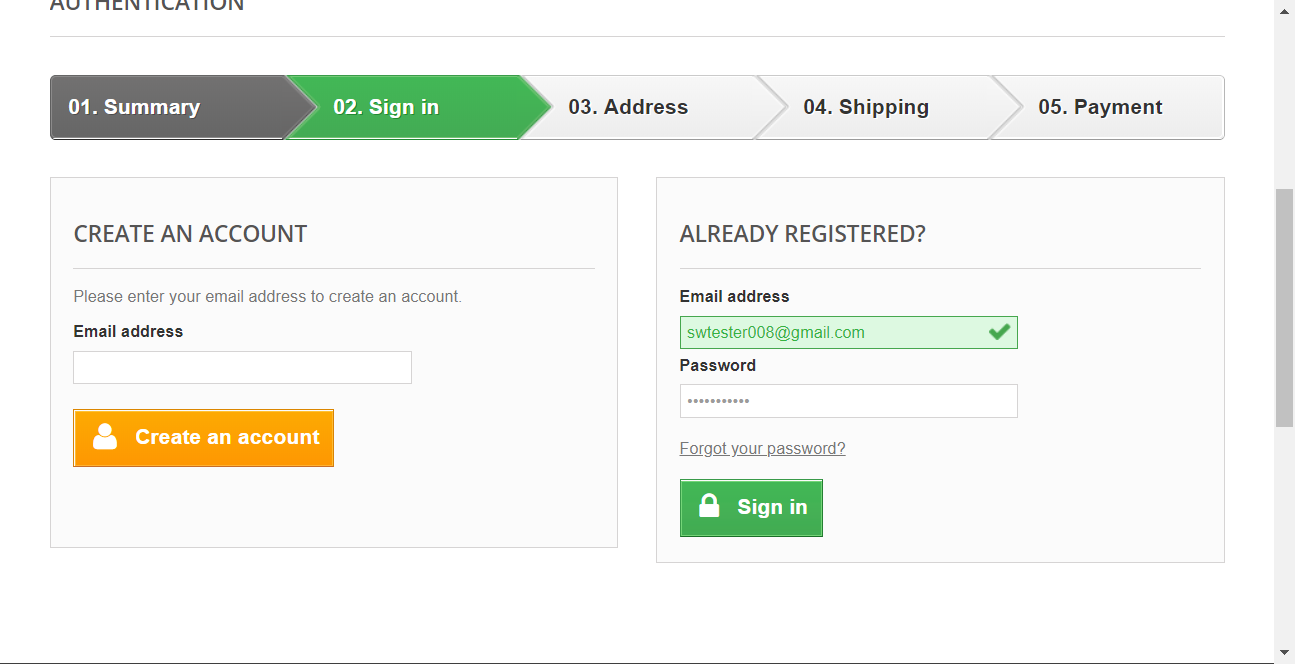 AUTHENTICATION
01. Summary
02. Sign in
03. Address
04. Shipping
05. Payment
CREATE AN ACCOUNT
Please enter your email address to create an account.
Email address
Create an account
ALREADY REGISTERED?
Email address
swtester008@gmail.com
Password
•••••••••••
Forgot your password?
Sign in